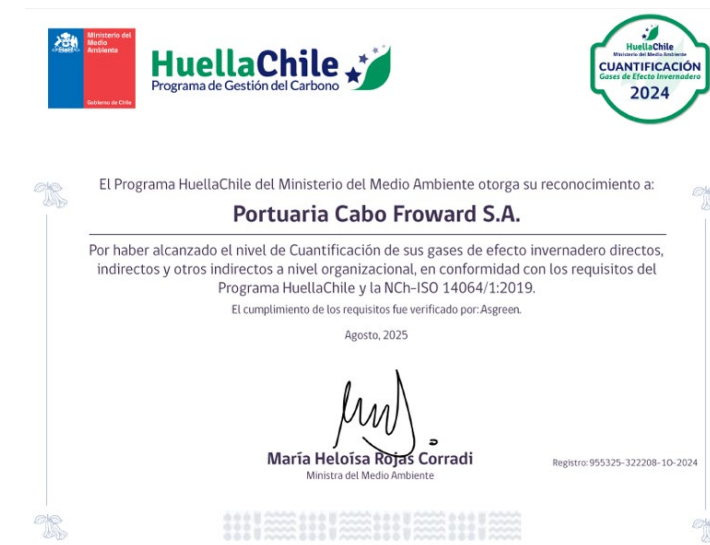 Ministerio del
Medio
Ambiente
Gobierno de Chile
HuellaChile
Programa de Gestión del Carbono
HuellaChile
Ministerio del Medio Ambiente
CUANTIFICACIÓN
Gases de Efecto Invernadero
2024
El Programa HuellaChile del Ministerio del Medio Ambiente otorga su reconocimiento a:
Portuaria Cabo Froward S.A.
Por haber alcanzado el nivel de Cuantificación de sus gases de efecto invernadero directos,
indirectos y otros indirectos a nivel organizacional, en conformidad con los requisitos del
Programa HuellaChile y la NCh-ISO 14064/1:2019.
El cumplimiento de los requisitos fue verificado por: Asgreen.
Agosto, 2025
María Heloísa Rojas Corradi
Ministra del Medio Ambiente
Registro: 955325-322208-10-2024